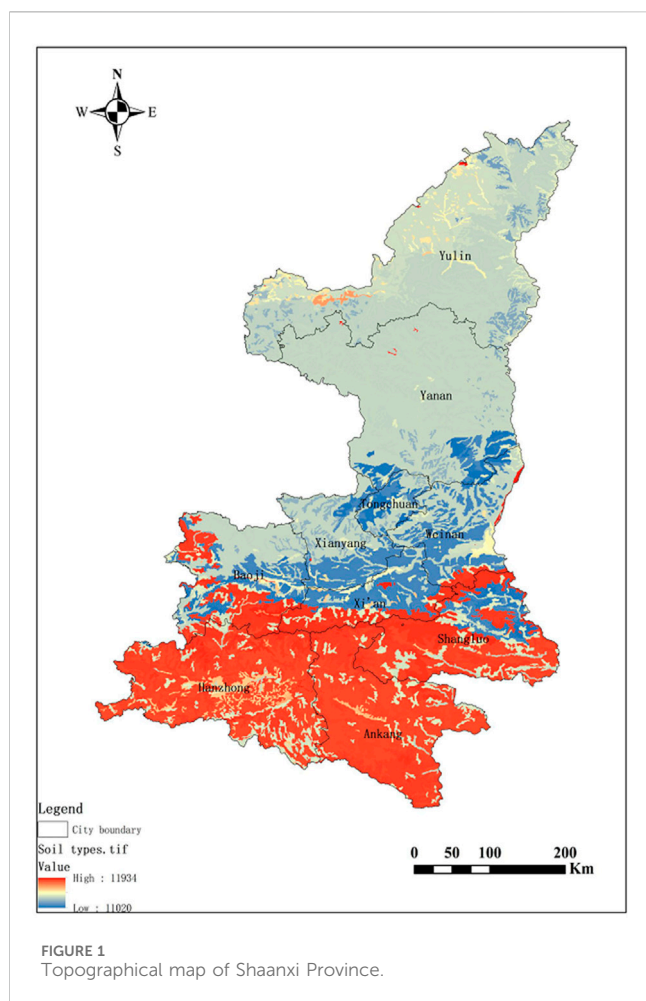 N
W E
S
Yulin
Yanan
Tongchuan
Weinan
Xianyang
Baoji
Xi'an
Shangluo
Hanzhong
Ankang
Legend
City boundary
Soil types.tif
Value
High : 11934
Low : 11020
0 50 100 200
Km
FIGURE 1
Topographical map of Shaanxi Province.